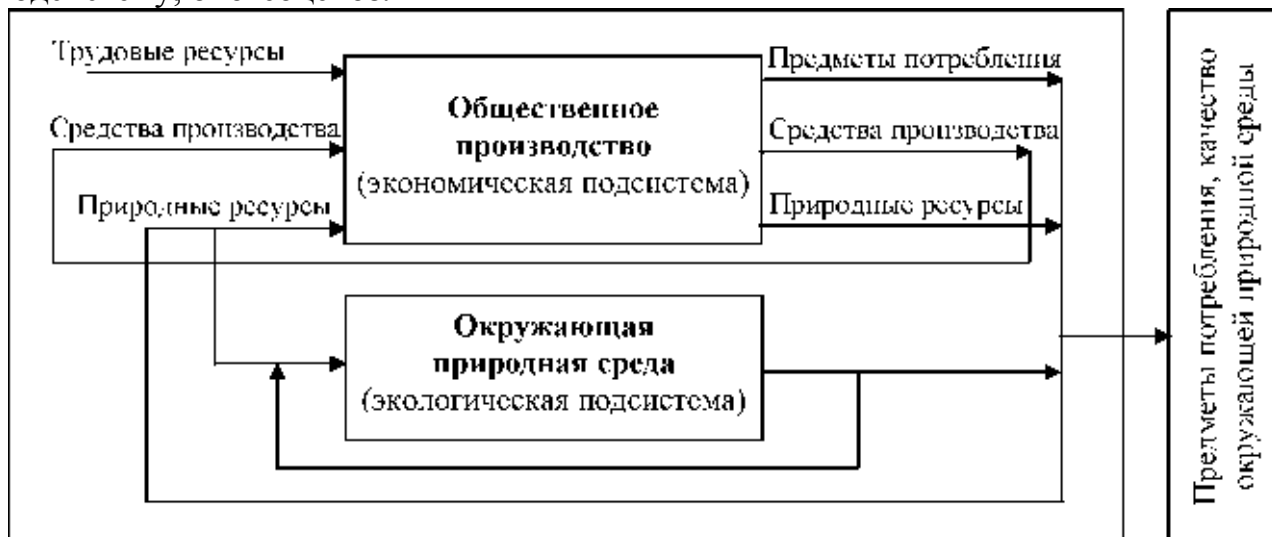 Трудовые ресурсы
Предметы потребления
Общественное
производство
(экономическая подсистема)
Средства производства
Средства производства
Природные ресурсы
Природные ресурсы
Окружающая
природная среда
(экологическая подсистема)
Предметы потребления, качество
окружающей природной среды